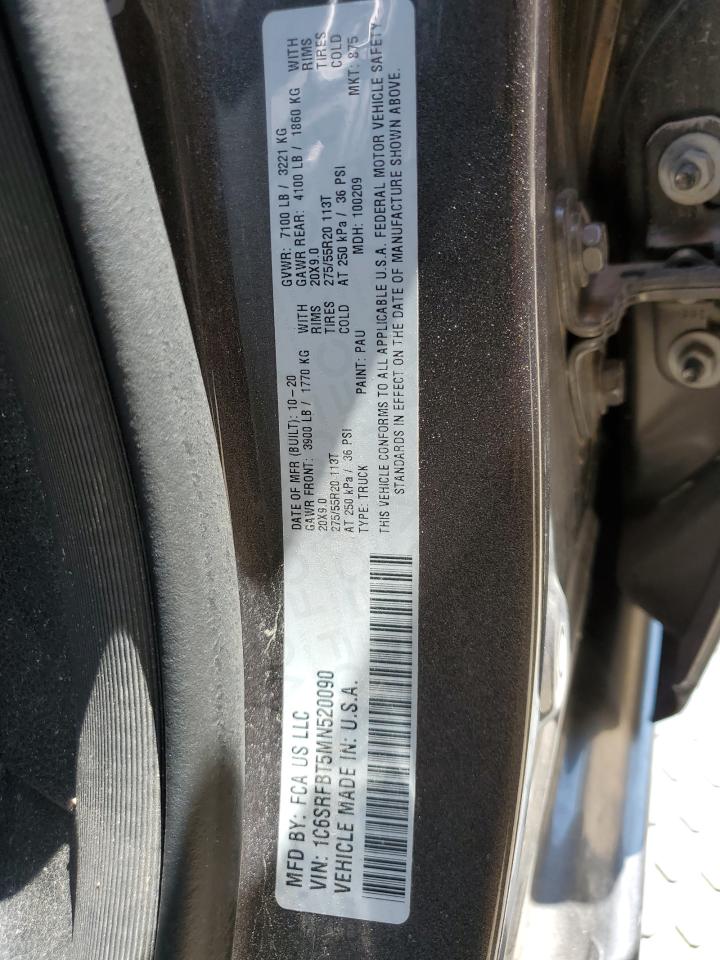 MFD BY: FCA US LLC
VIN: 1C6SRFBT5MN520090
VEHICLE MADE IN: U.S.A.
DATE OF MFR (BUILT): 10-20
GAWR FRONT: 3900 LB / 1770 KG WITH
20X9.0 RIMS
275/55R20 113T TIRES
AT 250 kPa / 36 PSI COLD
TYPE: TRUCK PAINT: PAU
GVWR: 7100 LB / 3221 KG
GAWR REAR: 4100 LB / 1860 KG WITH
20X9.0 RIMS
275/55R20 113T TIRES
AT 250 kPa / 36 PSI COLD
MDH: 100209 MKT: 875
THIS VEHICLE CONFORMS TO ALL APPLICABLE U.S.A. FEDERAL MOTOR VEHICLE SAFETY
STANDARDS IN EFFECT ON THE DATE OF MANUFACTURE SHOWN ABOVE.